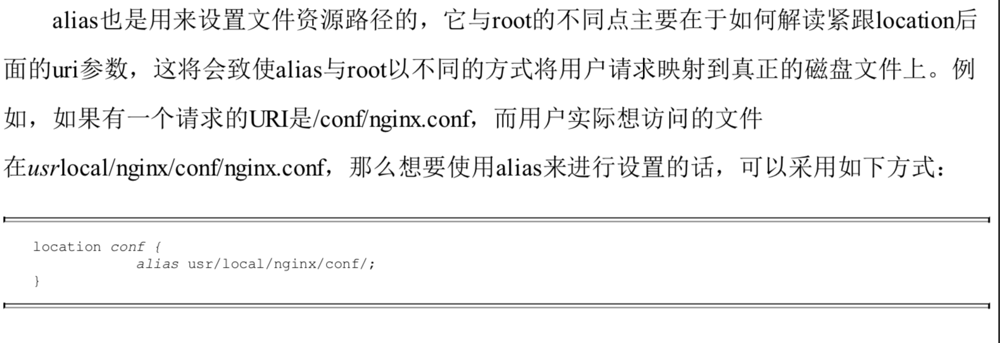 alias也是用来设置文件资源路径的，它与root的不同点主要在于如何解读紧跟location后
面的uri参数，这将会致使alias与root以不同的方式将用户请求映射到真正的磁盘文件上。例
如，如果有一个请求的URI是/conf/nginx.conf，而用户实际想访问的文件
在usrlocal/nginx/conf/nginx.conf，那么想要使用alias来进行设置的话，可以采用如下方式：
location conf {
alias usr/local/nginx/conf/;
}